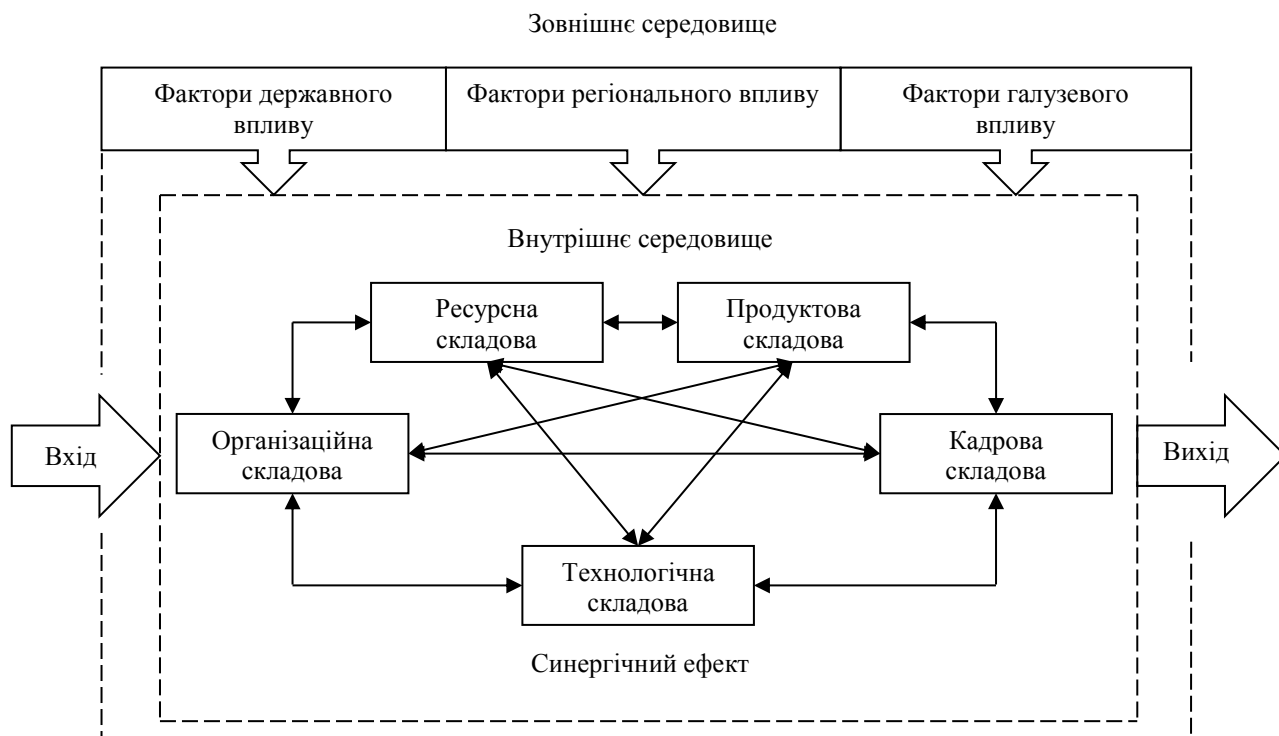 Зовнішнє середовище
Фактори державного
впливу
Фактори регіонального впливу
Фактори галузевого
впливу
Внутрішнє середовище
Ресурсна
складова
Продуктова
складова
Вхід
Організаційна
складова
Кадрова
складова
Вихід
Технологічна
складова
Синергічний ефект